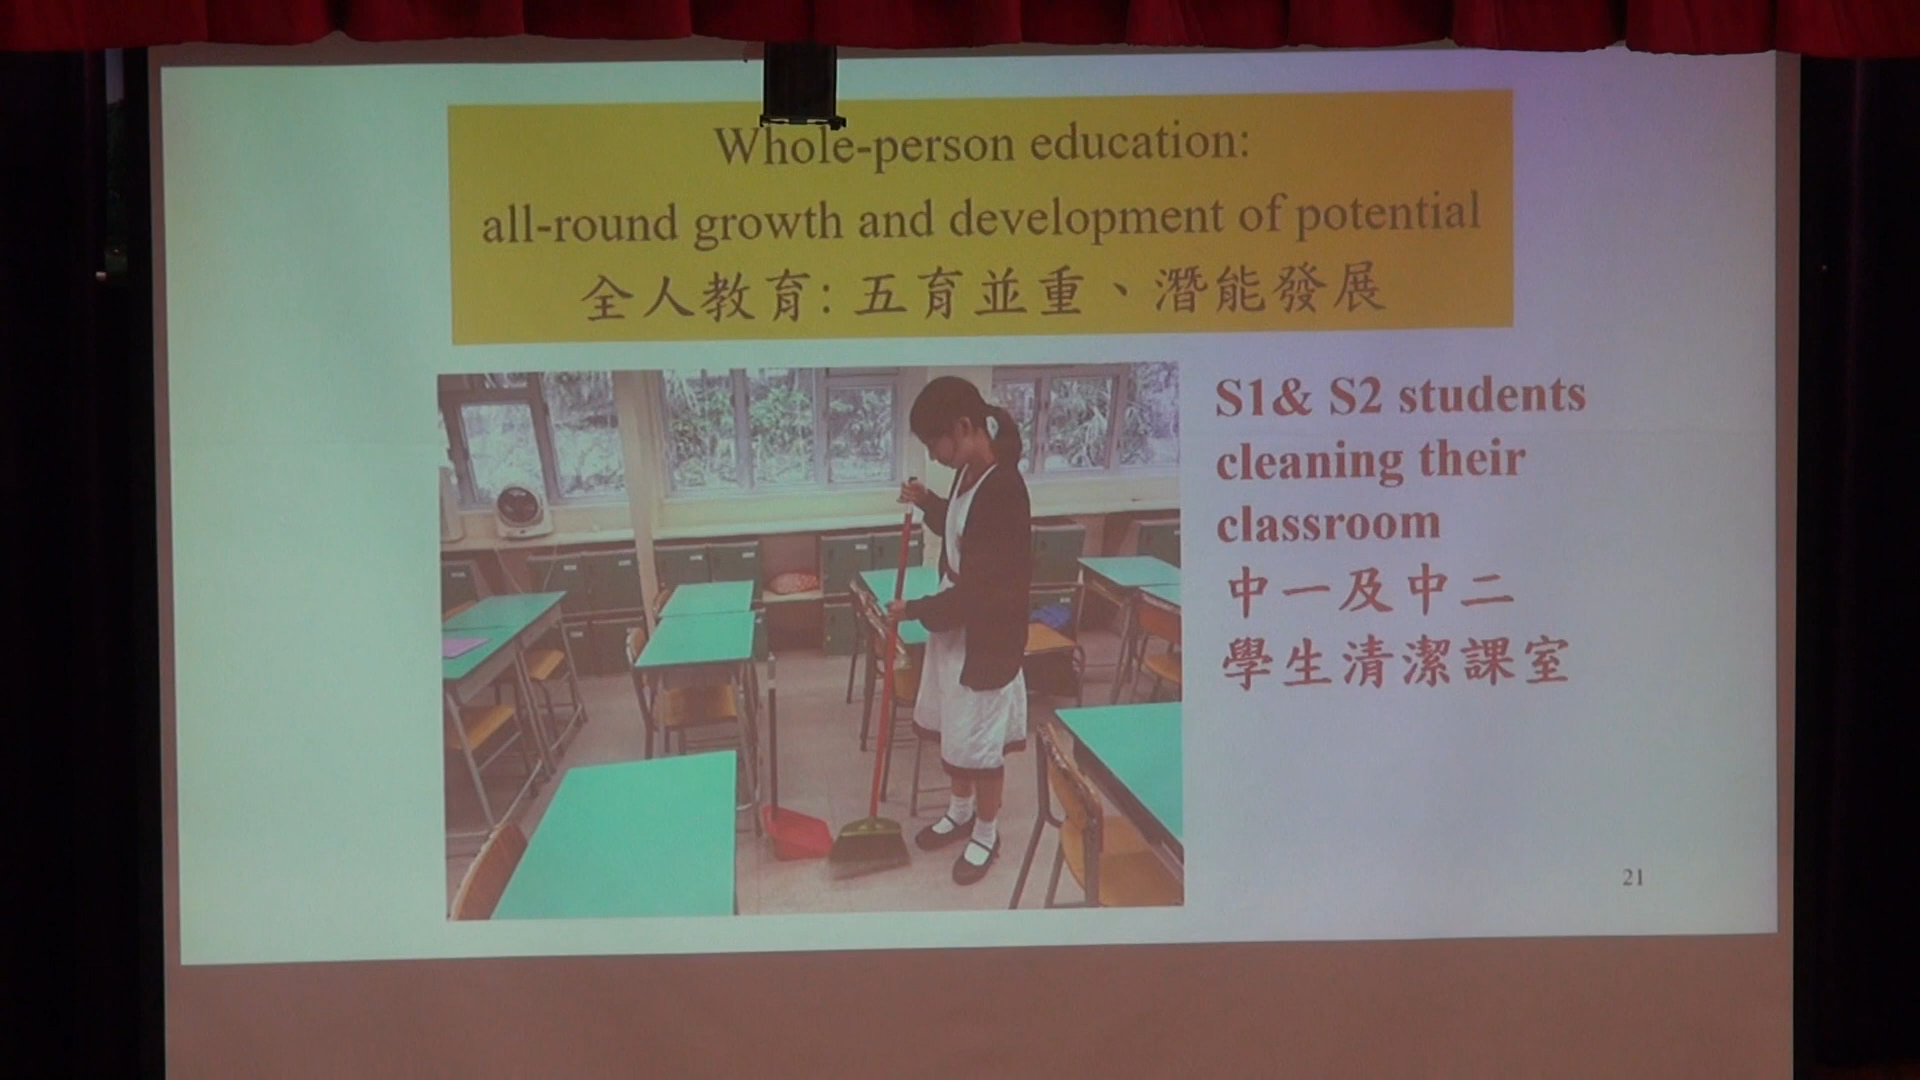 Whole-person education:
all-round growth and development of potential
全人教育: 五育並重、潛能發展
S1& S2 students
cleaning their
classroom
中一及中二
學生清潔課室
21